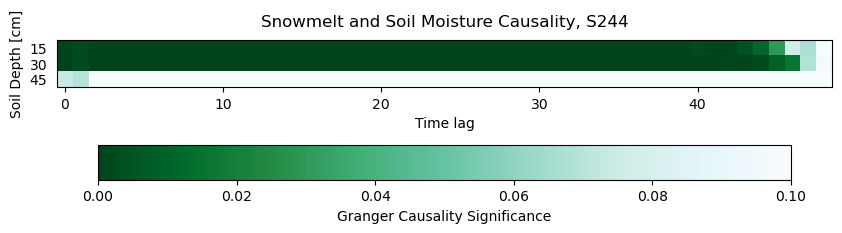 Snowmelt and Soil Moisture Causality, S244
Soil Depth [cm]
15
30
45
0 10 20 30 40
Time lag
0.00 0.02 0.04 0.06 0.08 0.10
Granger Causality Significance